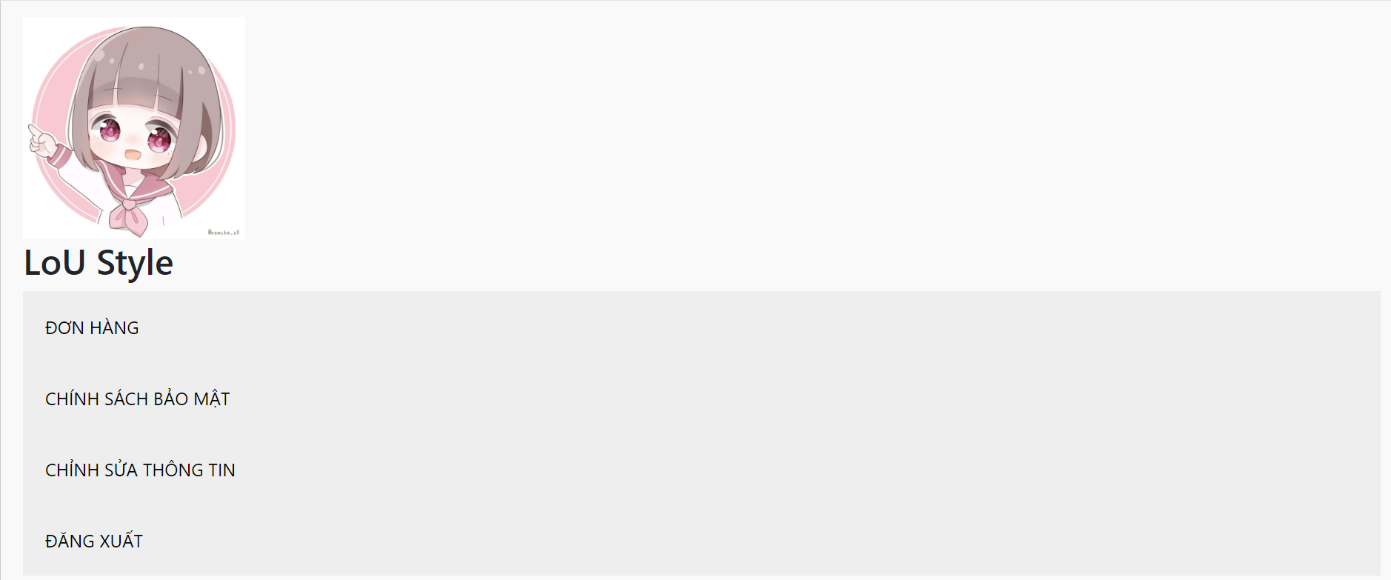 LoU Style
ĐƠN HÀNG
CHÍNH SÁCH BẢO MẬT
CHỈNH SỬA THÔNG TIN
ĐĂNG XUẤT